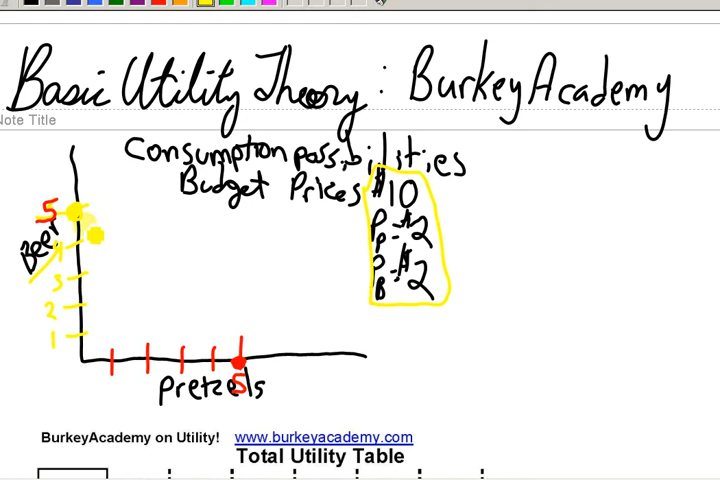 Basic Utility Theory: BurkeyAcademy
Note Title
Consumption possibilities
Budget Prices $10
PP=$2
PB=$2
5
Beer
4
3
2
1
Pretzels
5
BurkeyAcademy on Utility! www.burkeyacademy.com
Total Utility Table